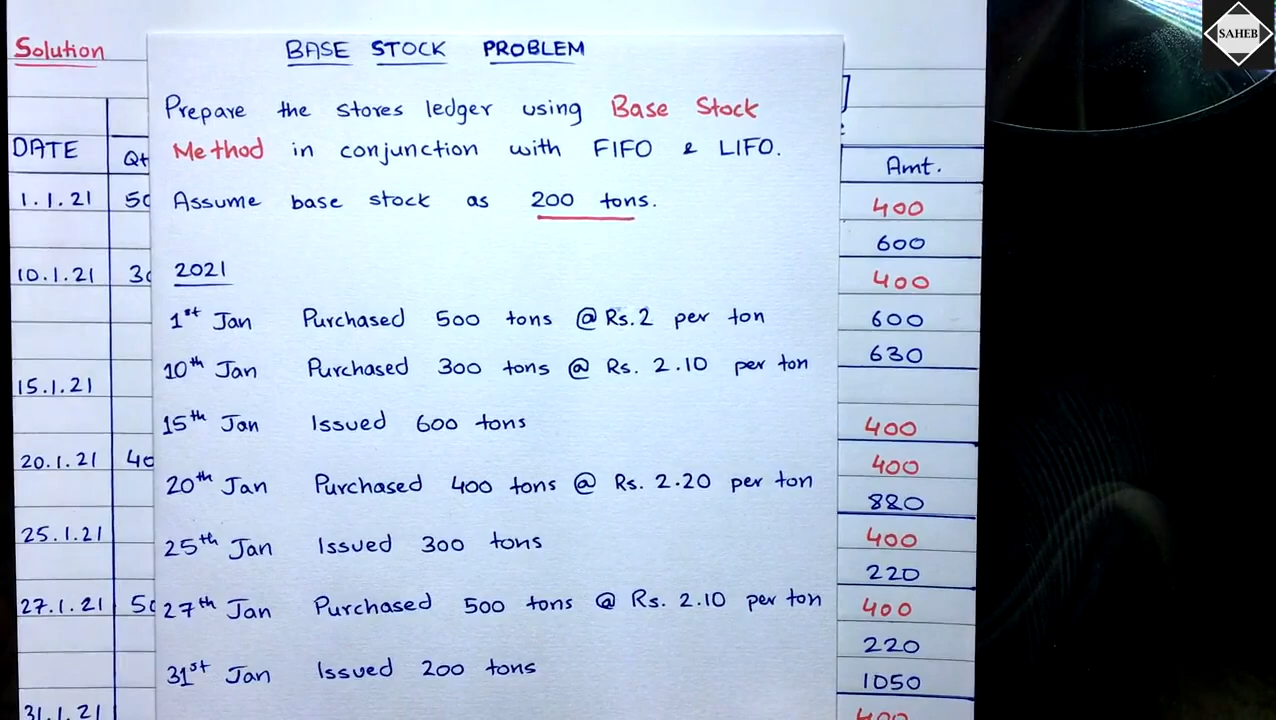 SAHEB
Solution
BASE STOCK PROBLEM
Prepare the stores ledger using Base Stock
Method in conjunction with FIFO & LIFO.
Assume base stock as 200 tons.
2021
1st Jan Purchased 500 tons @ Rs.2 per ton
10th Jan Purchased 300 tons @ Rs. 2.10 per ton
15th Jan Issued 600 tons
20th Jan Purchased 400 tons @ Rs. 2.20 per ton
25th Jan Issued 300 tons
27th Jan Purchased 500 tons @ Rs. 2.10 per ton
31st Jan Issued 200 tons
DATE
1.1.21
10.1.21
15.1.21
20.1.21
25.1.21
27.1.21
31.1.21
Amt.
400
600
400
600
630
400
400
880
400
220
400
220
1050
400